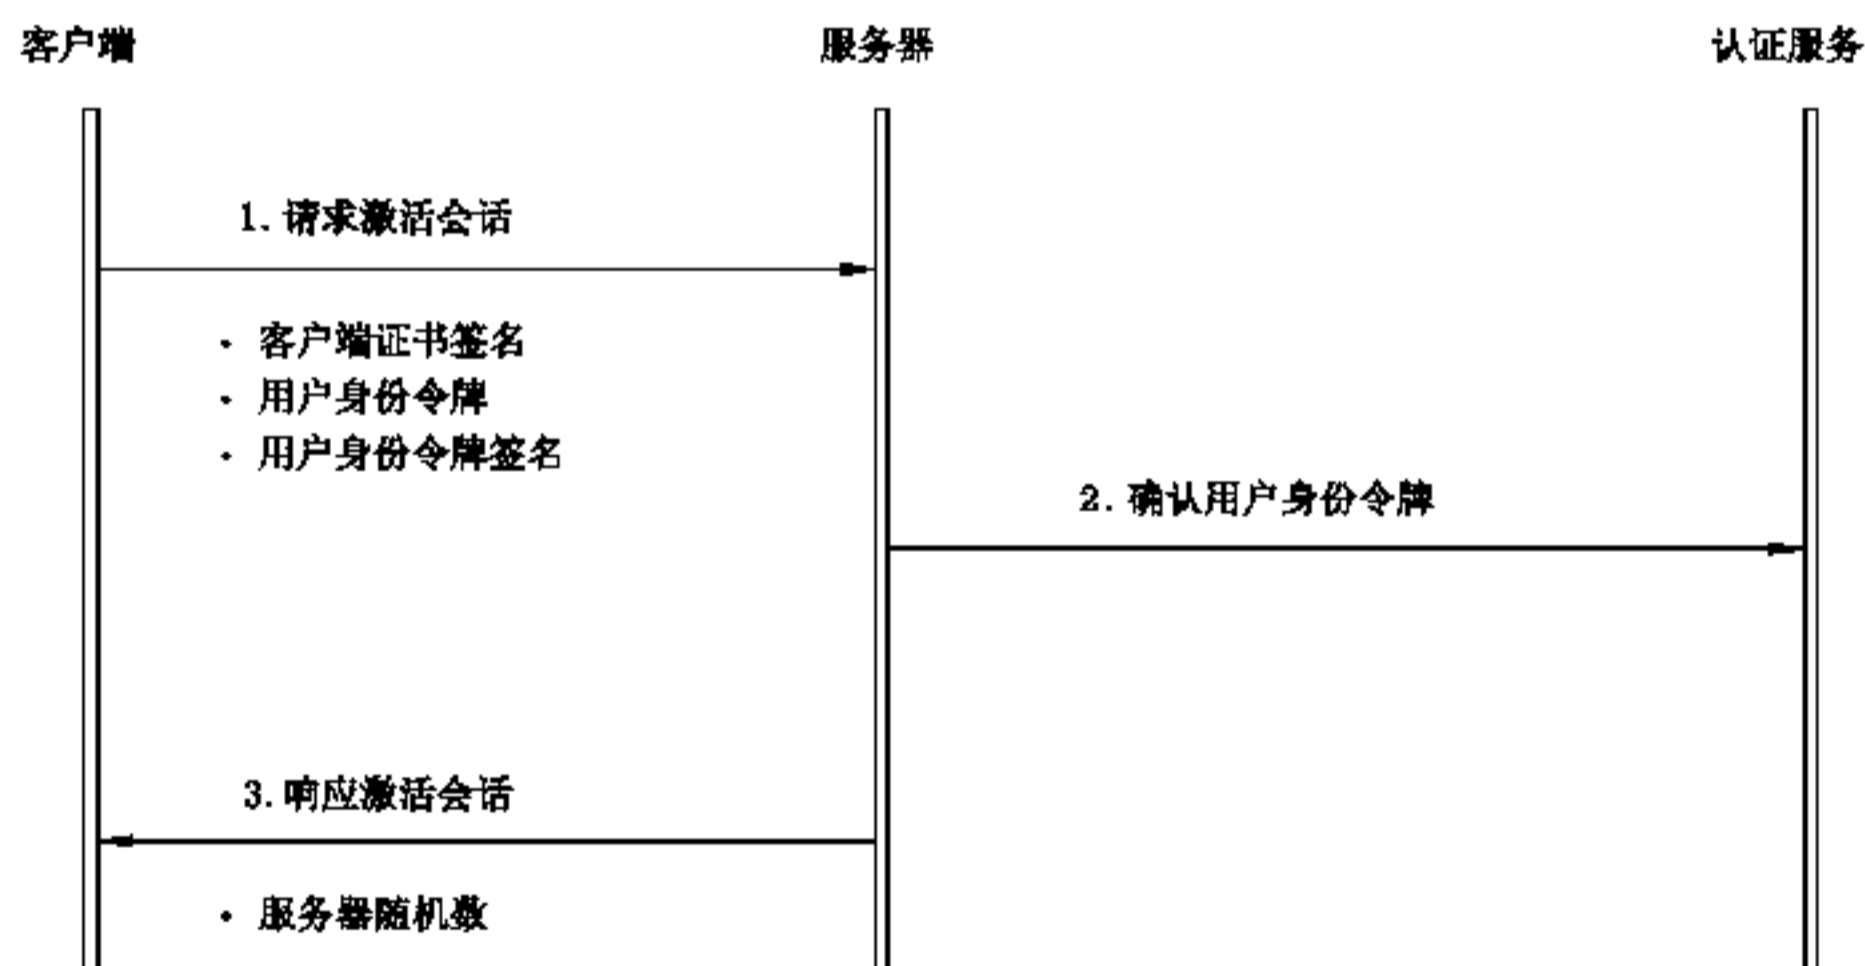 客户端
服务器
认证服务
1.请求激活会话
· 客户端证书签名
· 用户身份令牌
· 用户身份令牌签名
2.确认用户身份令牌
3.响应激活会话
· 服务器随机数